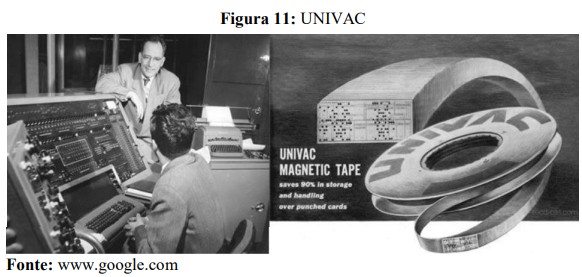 Figura 11: UNIVAC
UNIVAC
UNIVAC
MAGNETIC TAPE
saves 90% in storage
and handling
over punched cards
Fonte: www.google.com